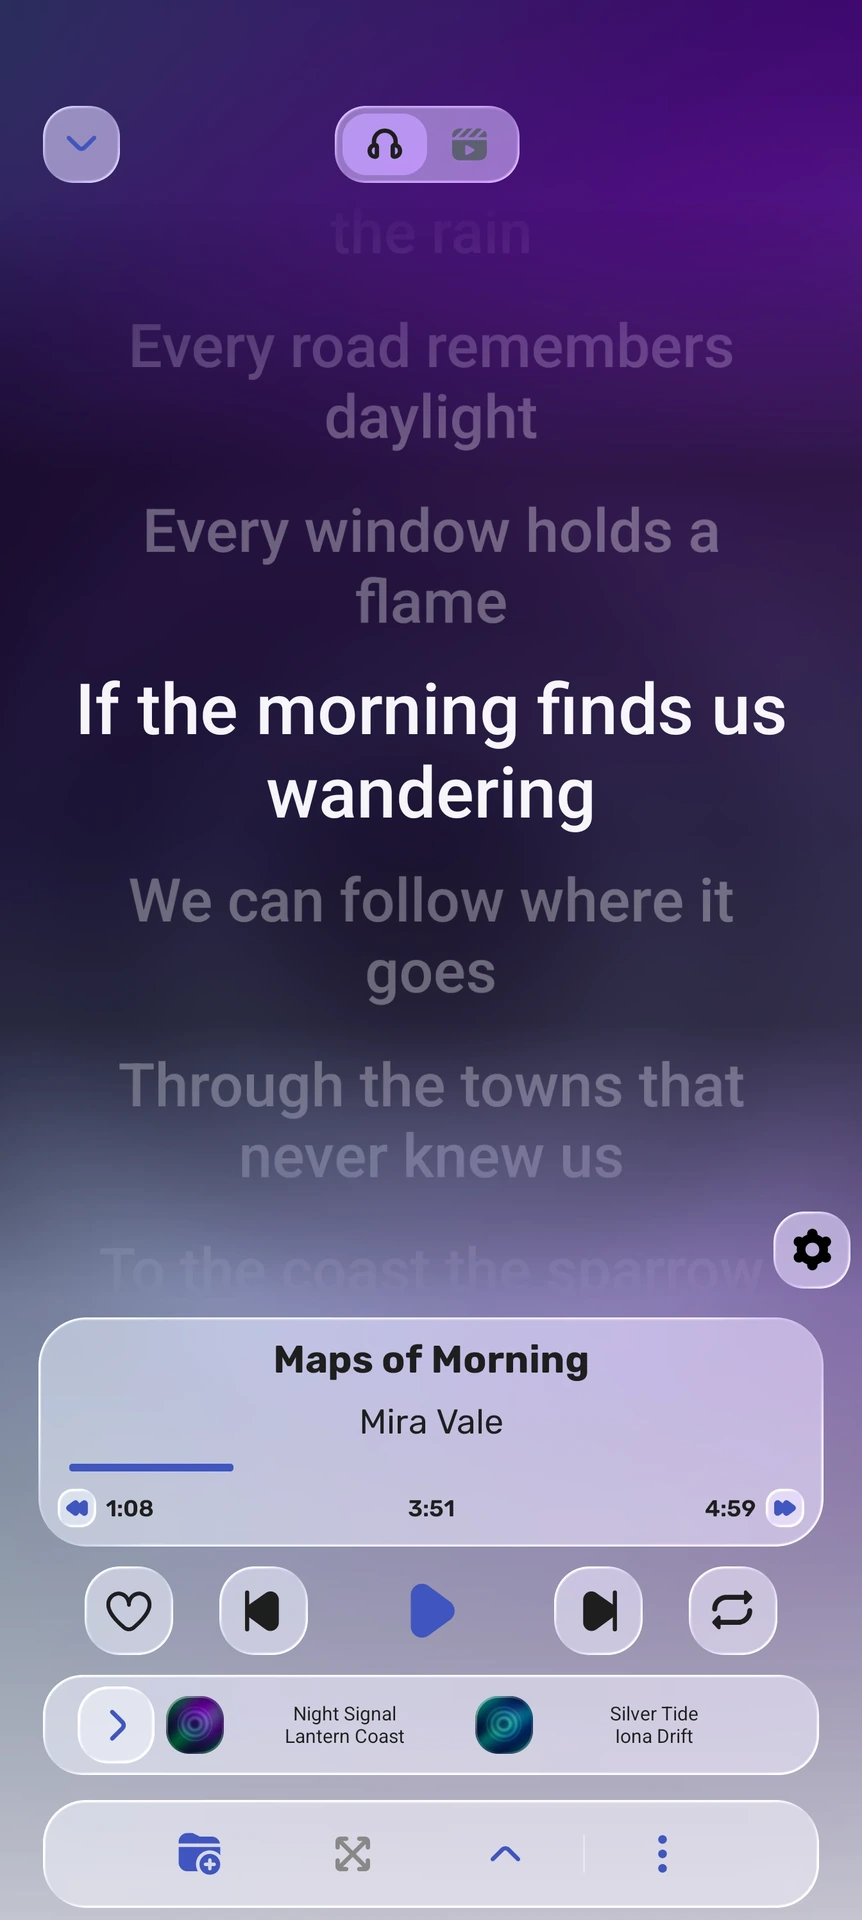 the rain
Every road remembers
daylight
Every window holds a
flame
If the morning finds us
wandering
We can follow where it
goes
Through the towns that
never knew us
To the coast the sparrow
Maps of Morning
Mira Vale
1:08 3:51 4:59
Night Signal
Lantern Coast
Silver Tide
Iona Drift